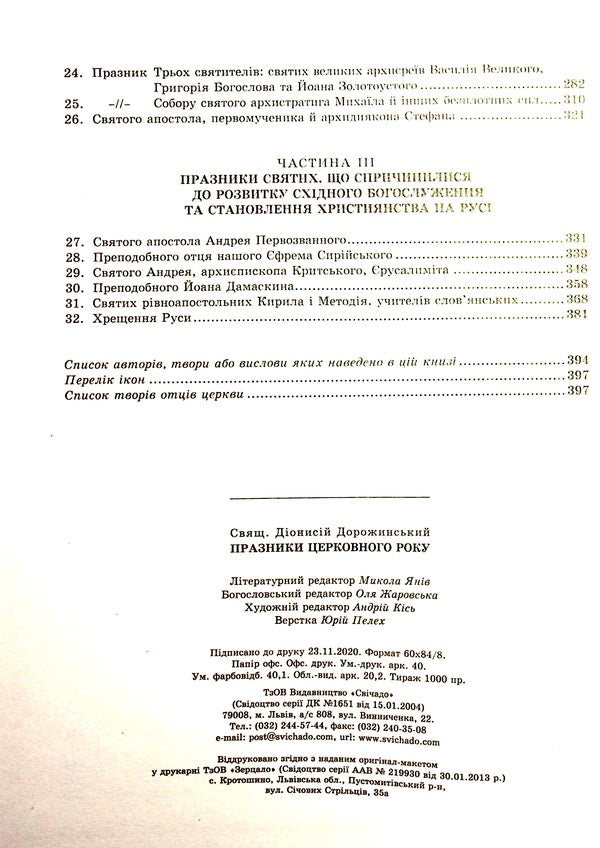 24. Празник Трьох святителів: святих великих архиєреїв Василія Великого,
Григорія Богослова та Йоана Золотоустого....................282
25. -//- Собору святого архистратига Михаїла й інших безплотних сил.....310
26. Святого апостола, первомученика й архидиякона Стефана ....................321
ЧАСТИНА III
ПРАЗНИКИ СВЯТИХ, ЩО СПРИЧИНИЛИСЯ
ДО РОЗВИТКУ СХІДНОГО БОГОСЛУЖЕННЯ
ТА СТАНОВЛЕННЯ ХРИСТИЯНСТВА НА РУСІ
27. Святого апостола Андрея Первозванного....................331
28. Преподобного отця нашого Єфрема Сирійського....................339
29. Святого Андрея, архиєпископа Критського, Єрусалиміта ....................348
30. Преподобного Йоана Дамаскина....................358
31. Святих рівноапостольних Кирила і Методія, учителів слов'янських..........368
32. Хрещення Руси....................381
Список авторів, твори або вислови яких наведено в цій книзі ....................394
Перелік ікон ....................397
Список творів отців церкви ....................397
Свящ. Діонисій Дорожинський
ПРАЗНИКИ ЦЕРКОВНОГО РОКУ
Літературний редактор Микола Янів
Богословський редактор Оля Жаровська
Художній редактор Андрій Кісь
Верстка Юрій Пелех
Підписано до друку 23.11.2020. Формат 60х84/8.
Папір офс. Офс. друк. Ум.-друк. арк. 40.
Ум. фарбовідб. 40,1. Обл.-вид. арк. 20,2. Тираж 1000 пр.
ТзОВ Видавництво «Свічадо»
(Свідоцтво серії ДК №1651 від 15.01.2004)
79008, м. Львів, а/с 808, вул. Винниченка, 22.
Тел.: (032) 244-57-44, факс: (032) 240-35-08
e-mail: post@svichado.com, url: www.svichado.com
Віддруковано згідно з наданим оригінал-макетом
у друкарні ТзОВ «Зерцало» (Свідоцтво серії ААВ № 219930 від 30.01.2013 р.)
с. Кротошино, Львівська обл., Пустомитівський р-н,
вул. Січових Стрільців, 35а